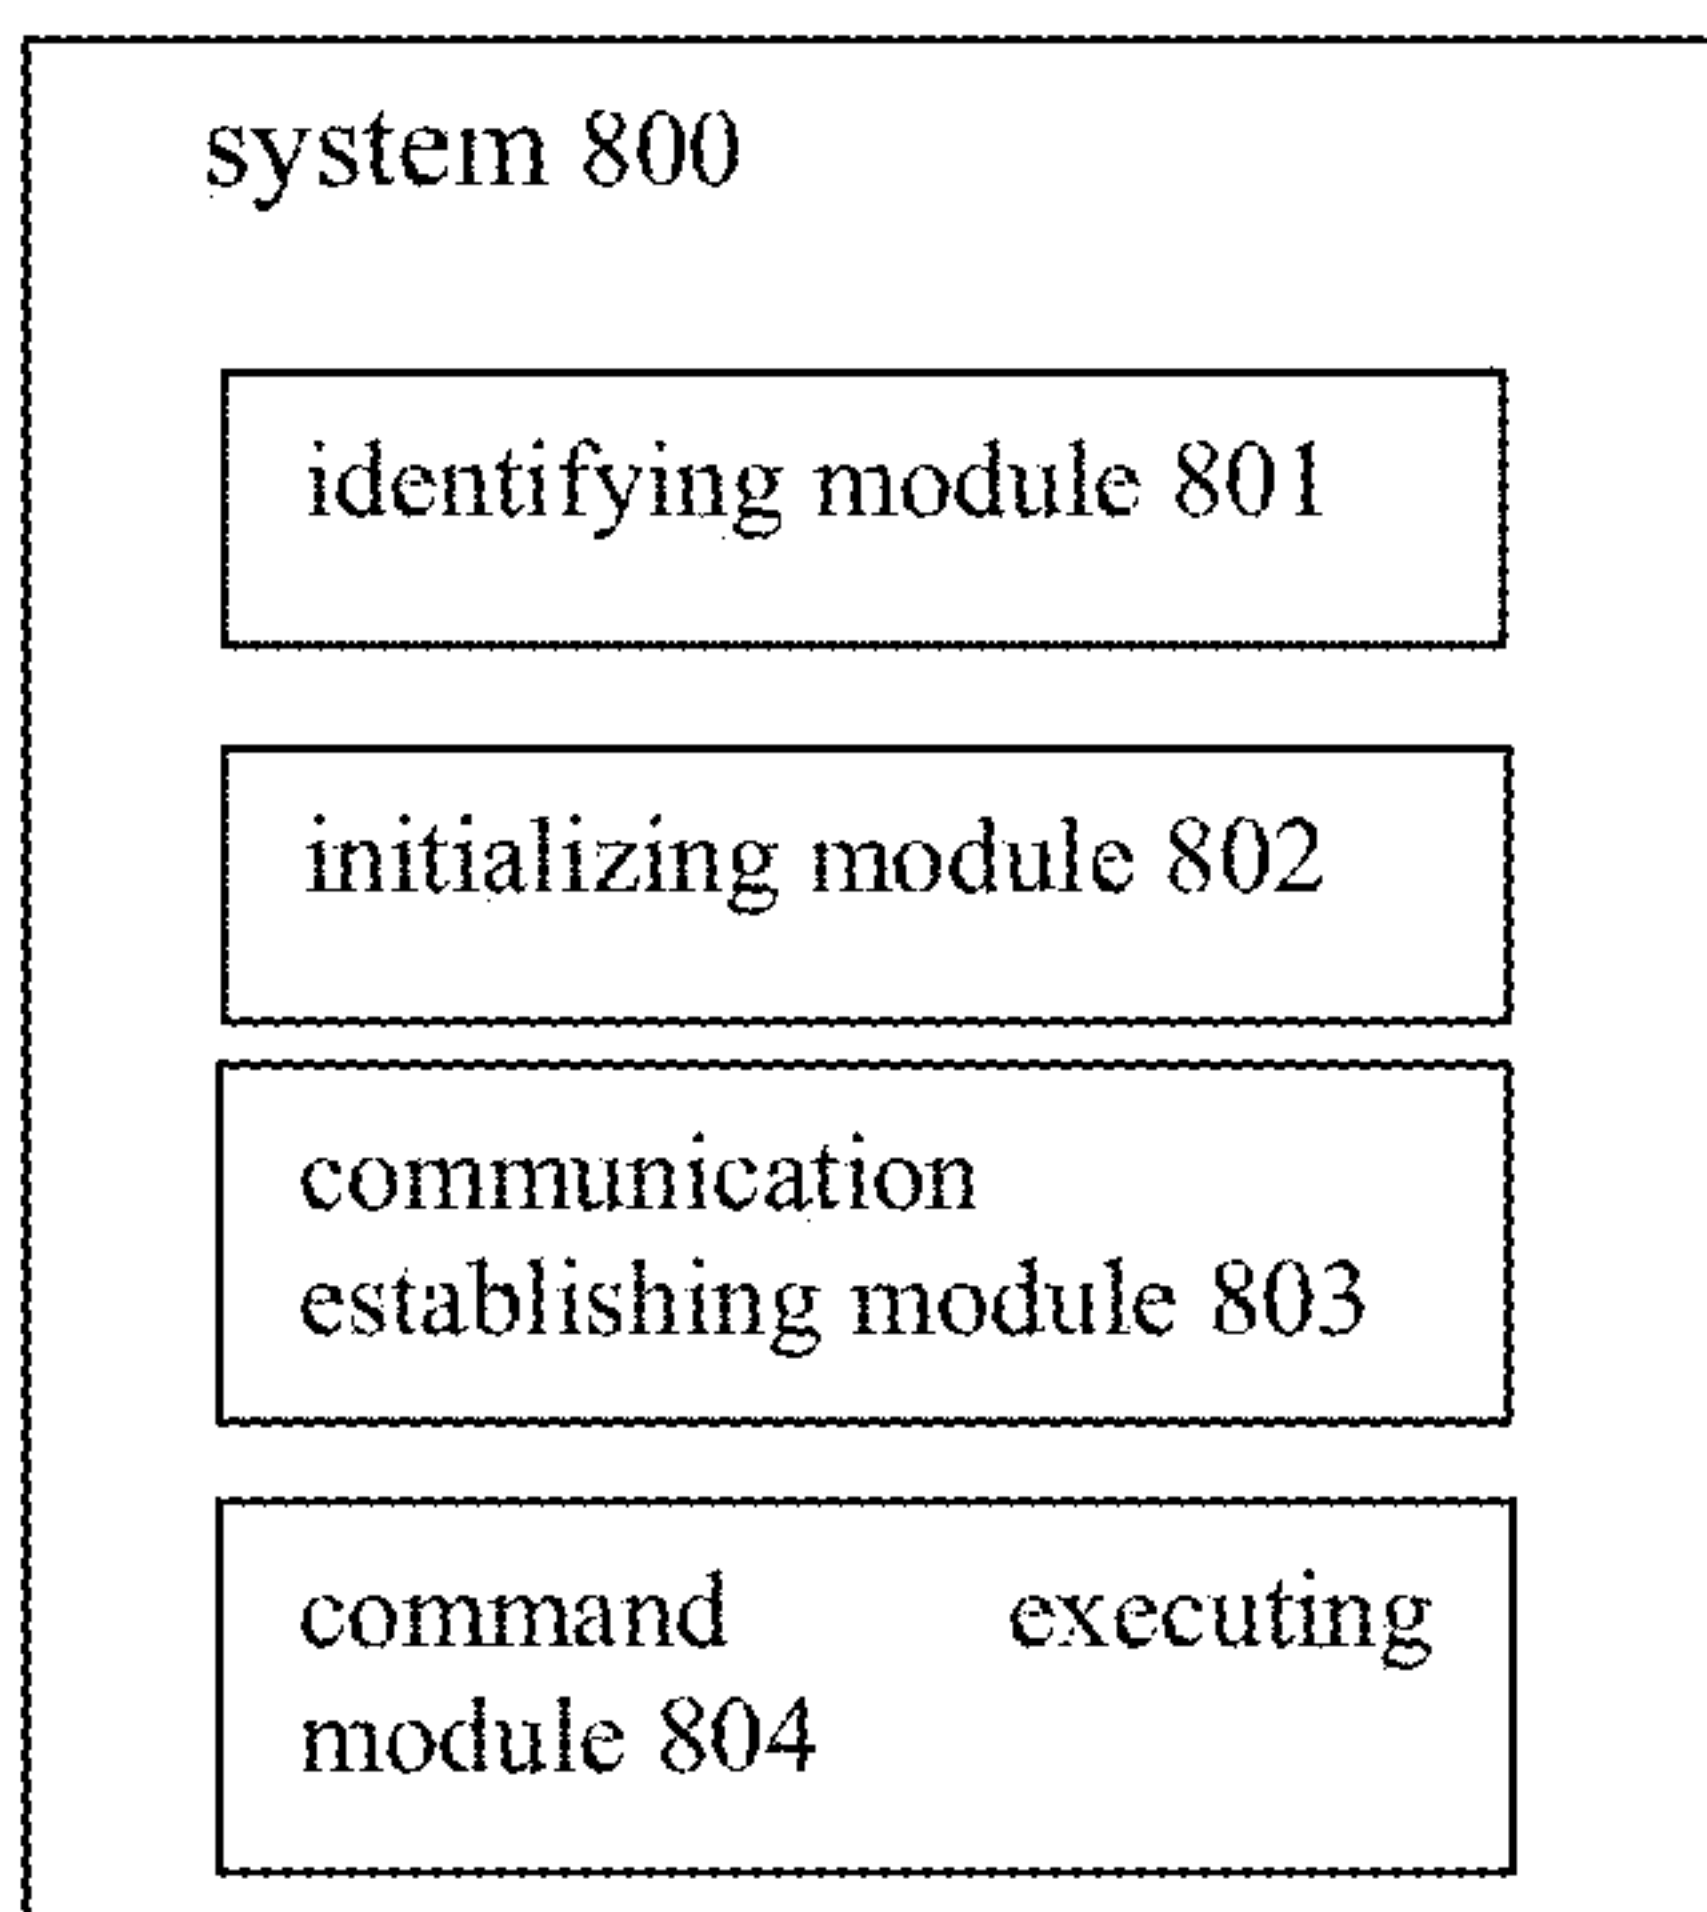 system 800
identifying module 801
initializing module 802
communication
establishing module 803
command executing
module 804